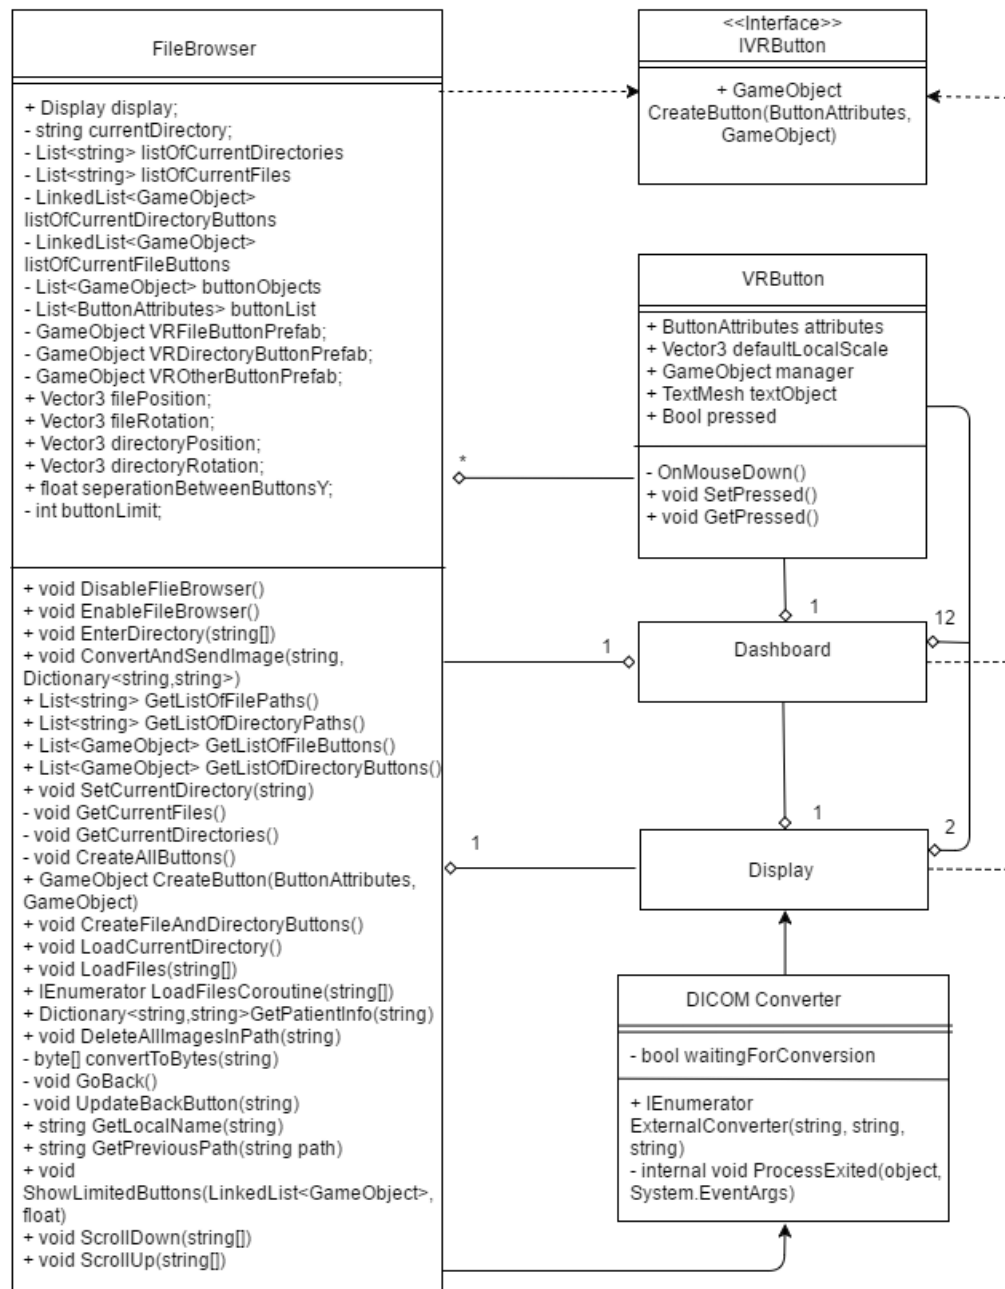 FileBrowser
+ Display display;
- string currentDirectory;
- List<string> listOfCurrentDirectories
- List<string> listOfCurrentFiles
- LinkedList<GameObject>
listOfCurrentDirectoryButtons
- LinkedList<GameObject>
listOfCurrentFileButtons
- List<GameObject> buttonObjects
- List<ButtonAttributes> buttonList
- GameObject VRFileButtonPrefab;
- GameObject VRDirectoryButtonPrefab;
- GameObject VROtherButtonPrefab;
+ Vector3 filePosition;
+ Vector3 fileRotation;
+ Vector3 directoryPosition;
+ Vector3 directoryRotation;
+ float seperationBetweenButtonsY;
- int buttonLimit;
+ void DisableFlieBrowser()
+ void EnableFileBrowser()
+ void EnterDirectory(string[])
+ void ConvertAndSendImage(string,
Dictionary<string,string>)
+ List<string> GetListOfFilePaths()
+ List<string> GetListOfDirectoryPaths()
+ List<GameObject> GetListOfFileButtons()
+ List<GameObject> GetListOfDirectoryButtons()
+ void SetCurrentDirectory(string)
- void GetCurrentFiles()
- void GetCurrentDirectories()
- void CreateAllButtons()
+ GameObject CreateButton(ButtonAttributes,
GameObject)
+ void CreateFileAndDirectoryButtons()
+ void LoadCurrentDirectory()
+ void LoadFiles(string[])
+ IEnumerator LoadFilesCoroutine(string[])
+ Dictionary<string,string>GetPatientInfo(string)
+ void DeleteAllImagesInPath(string)
- byte[] convertToBytes(string)
- void GoBack()
- void UpdateBackButton(string)
+ string GetLocalName(string)
+ string GetPreviousPath(string path)
+ void
ShowLimitedButtons(LinkedList<GameObject>,
float)
+ void ScrollDown(string[])
+ void ScrollUp(string[])
<<Interface>>
IVRButton
+ GameObject
CreateButton(ButtonAttributes,
GameObject)
VRButton
+ ButtonAttributes attributes
+ Vector3 defaultLocalScale
+ GameObject manager
+ TextMesh textObject
+ Bool pressed
- OnMouseDown()
+ void SetPressed()
+ void GetPressed()
*
1
12
1
Dashboard
1
2
1
Display
DICOM Converter
- bool waitingForConversion
+ IEnumerator
ExternalConverter(string, string,
string)
- internal void ProcessExited(object,
System.EventArgs)